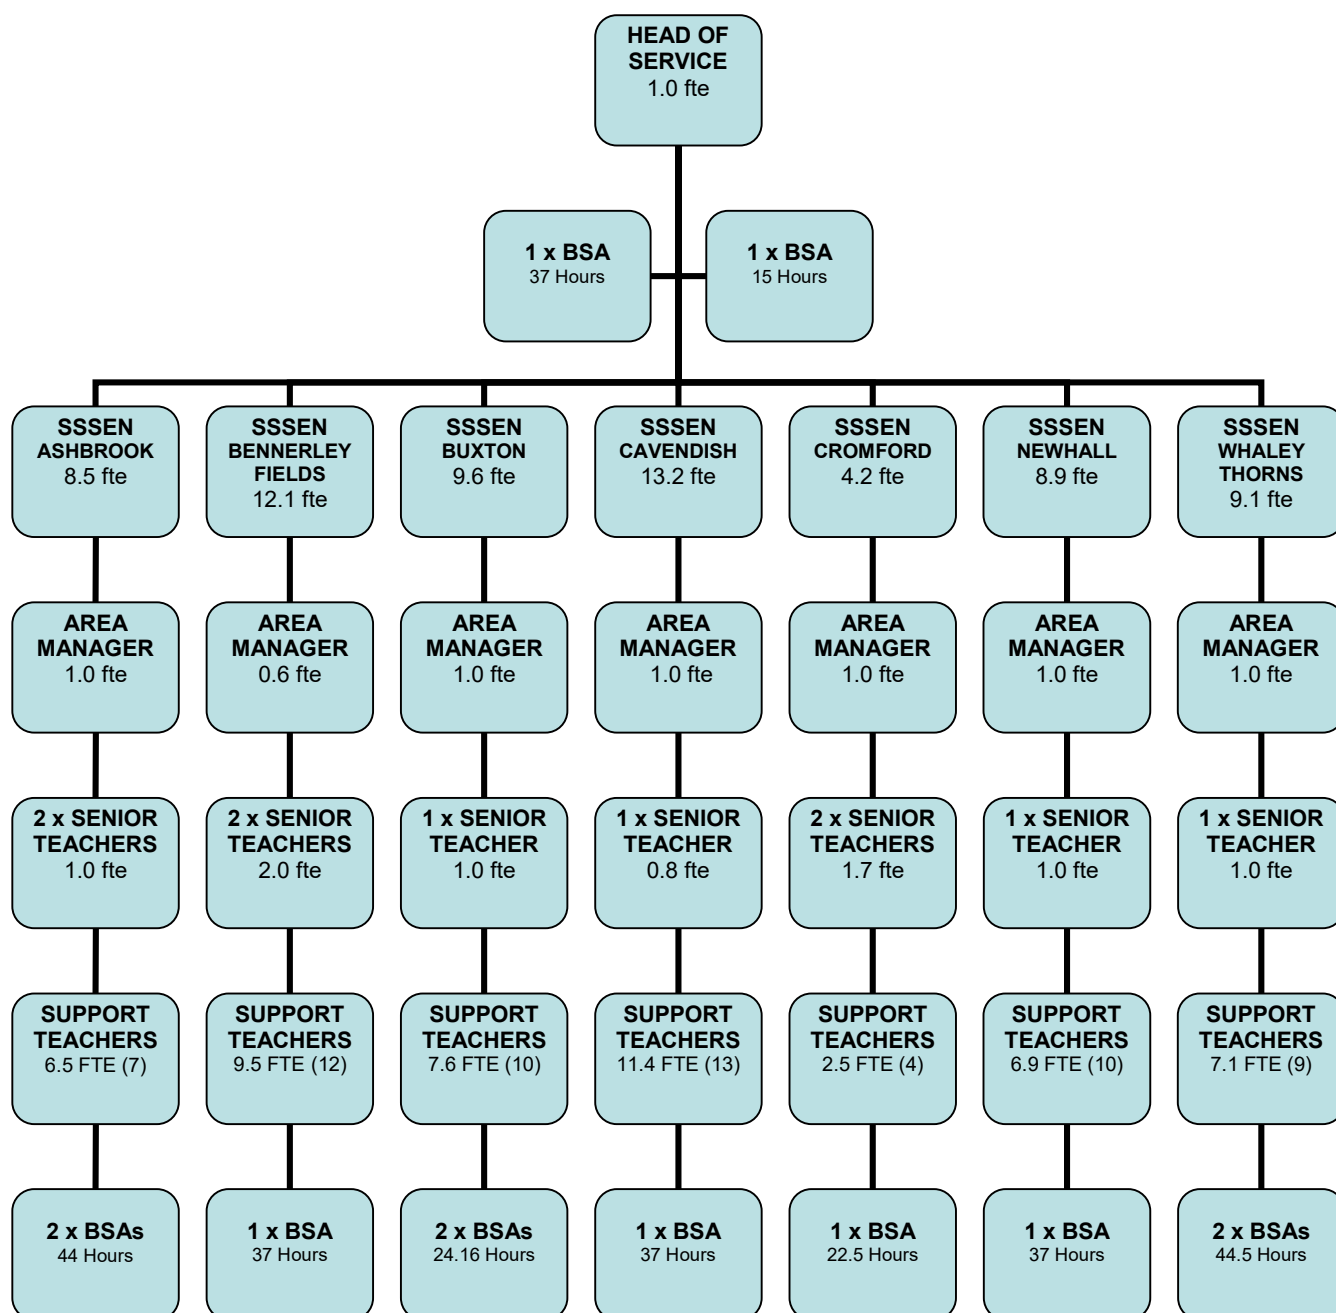 HEAD OF
SERVICE
1.0 fte
1 x BSA
37 Hours
1 x BSA
15 Hours
SSSEN
ASHBROOK
8.5 fte
SSSEN
BENNERLEY
FIELDS
12.1 fte
SSSEN
BUXTON
9.6 fte
SSSEN
CAVENDISH
13.2 fte
SSSEN
CROMFORD
4.2 fte
SSSEN
NEWHALL
8.9 fte
SSSEN
WHALEY
THORNS
9.1 fte
AREA
MANAGER
1.0 fte
AREA
MANAGER
0.6 fte
AREA
MANAGER
1.0 fte
AREA
MANAGER
1.0 fte
AREA
MANAGER
1.0 fte
AREA
MANAGER
1.0 fte
AREA
MANAGER
1.0 fte
2 x SENIOR
TEACHERS
1.0 fte
2 x SENIOR
TEACHERS
2.0 fte
1 x SENIOR
TEACHER
1.0 fte
1 x SENIOR
TEACHER
0.8 fte
2 x SENIOR
TEACHERS
1.7 fte
1 x SENIOR
TEACHER
1.0 fte
1 x SENIOR
TEACHER
1.0 fte
SUPPORT
TEACHERS
6.5 FTE (7)
SUPPORT
TEACHERS
9.5 FTE (12)
SUPPORT
TEACHERS
7.6 FTE (10)
SUPPORT
TEACHERS
11.4 FTE (13)
SUPPORT
TEACHERS
2.5 FTE (4)
SUPPORT
TEACHERS
6.9 FTE (10)
SUPPORT
TEACHERS
7.1 FTE (9)
2 x BSAs
44 Hours
1 x BSA
37 Hours
2 x BSAs
24.16 Hours
1 x BSA
37 Hours
1 x BSA
22.5 Hours
1 x BSA
37 Hours
2 x BSAs
44.5 Hours